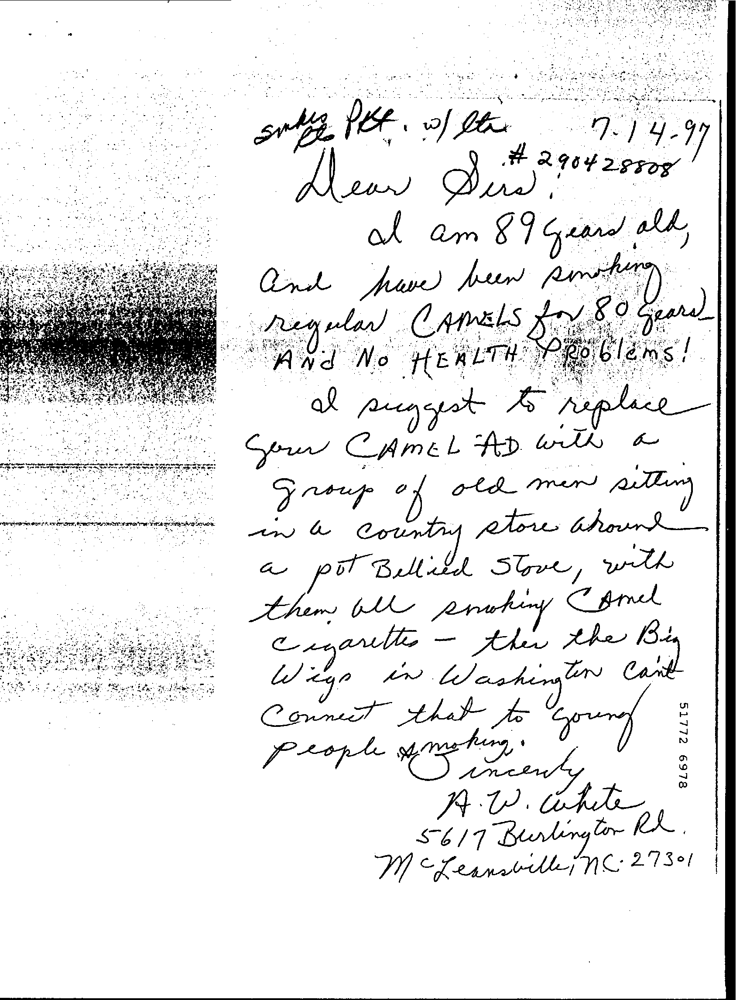 Pkt. w/ ltr 7-14-97
# 290428808
Dear Sirs:
I am 89 years old,
and have been smoking
regular CAMELS for 80 years
AND NO HEALTH PROblems!
I suggest to replace
your CAMEL AD with a
group of old men sitting
in a country store around
a pot Bellied Stove, with
them all smoking Camel
Cigarettes – then the Big
Wigs in Washington can't
Connect that to young
people smoking.
Sincerely
A. W. White
5617 Burlington Rd.
McLeansville, NC. 27301
51772 6978